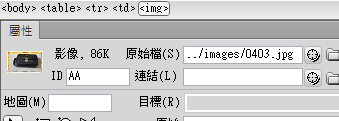 <body><table><tr><td><img>
屬性
影像, 86K 原始檔(S) ../images/0403.jpg
ID AA 連結(L)
地圖(M) 目標(R)